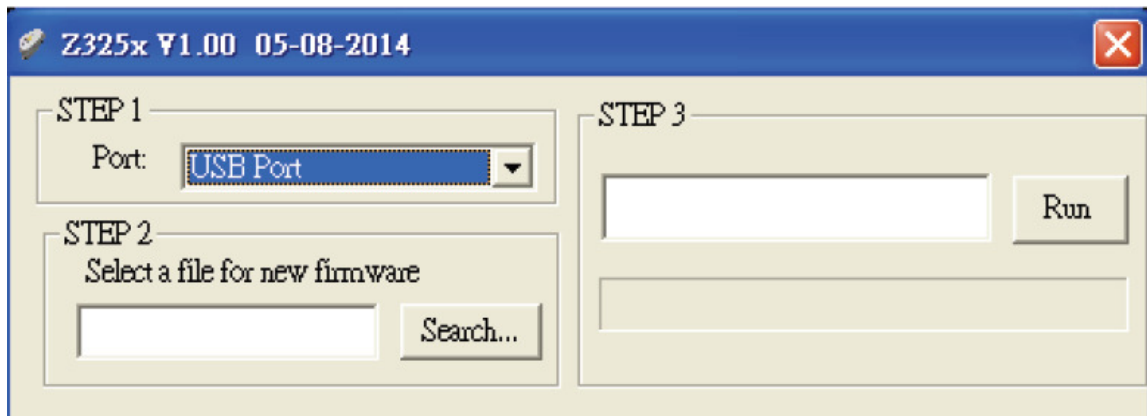 Z325x V1.00 05-08-2014
STEP 1
Port:
USB Port
STEP 2
Select a file for new firmware
Search...
STEP 3
Run